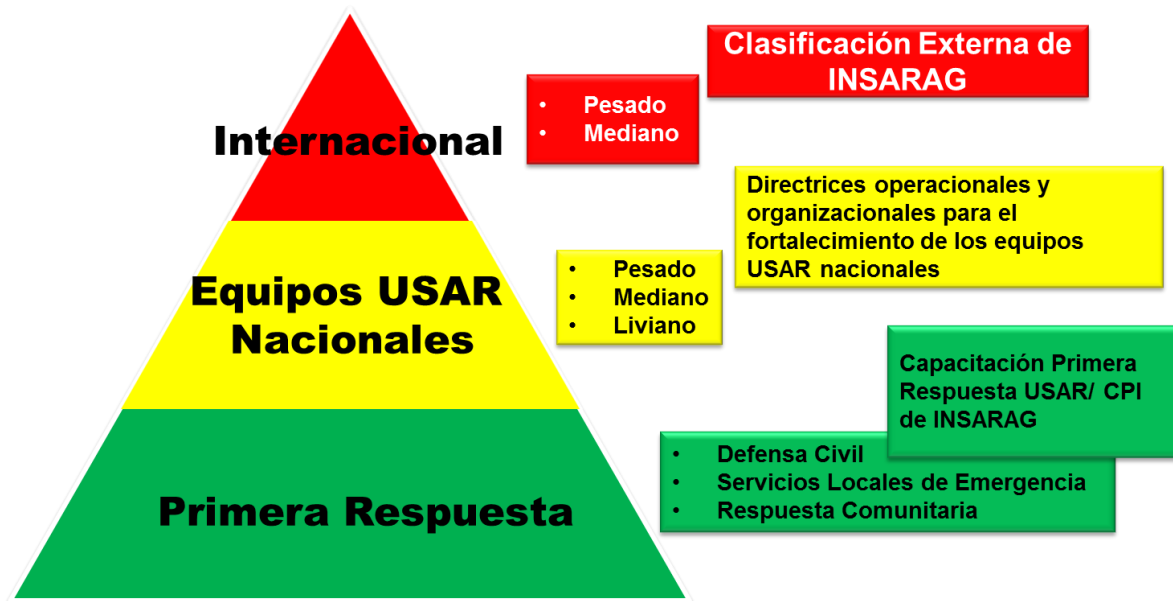 Clasificación Externa de
INSARAG
• Pesado
• Mediano
Internacional
Directrices operacionales y
organizacionales para el
fortalecimiento de los equipos
USAR nacionales
• Pesado
• Mediano
• Liviano
Equipos USAR
Nacionales
Capacitación Primera
Respuesta USAR/ CPI
de INSARAG
• Defensa Civil
• Servicios Locales de Emergencia
• Respuesta Comunitaria
Primera Respuesta